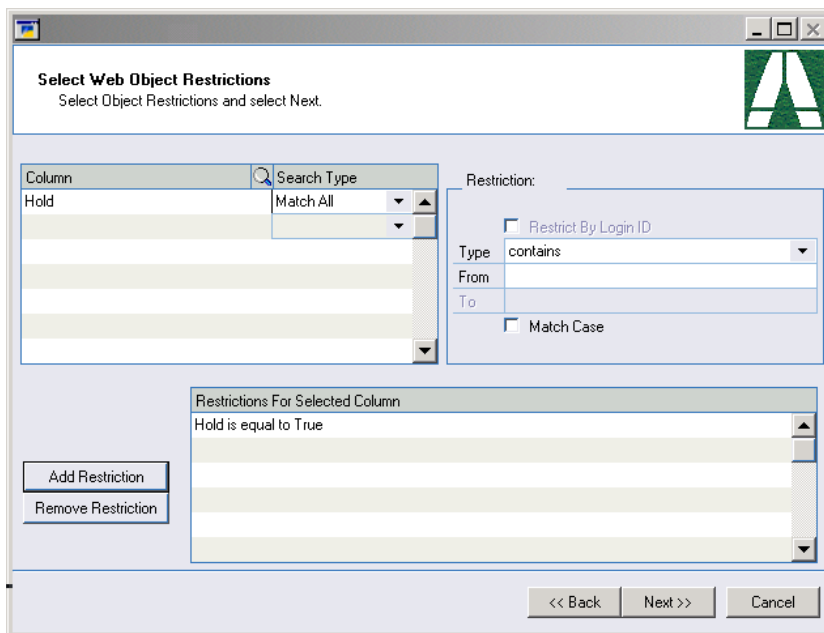 Select Web Object Restrictions
Select Object Restrictions and select Next.
Column Search Type
Hold Match All
Restriction:
Restrict By Login ID
Type contains
From
To
Match Case
Restrictions For Selected Column
Hold is equal to True
Add Restriction
Remove Restriction
<< Back Next >> Cancel